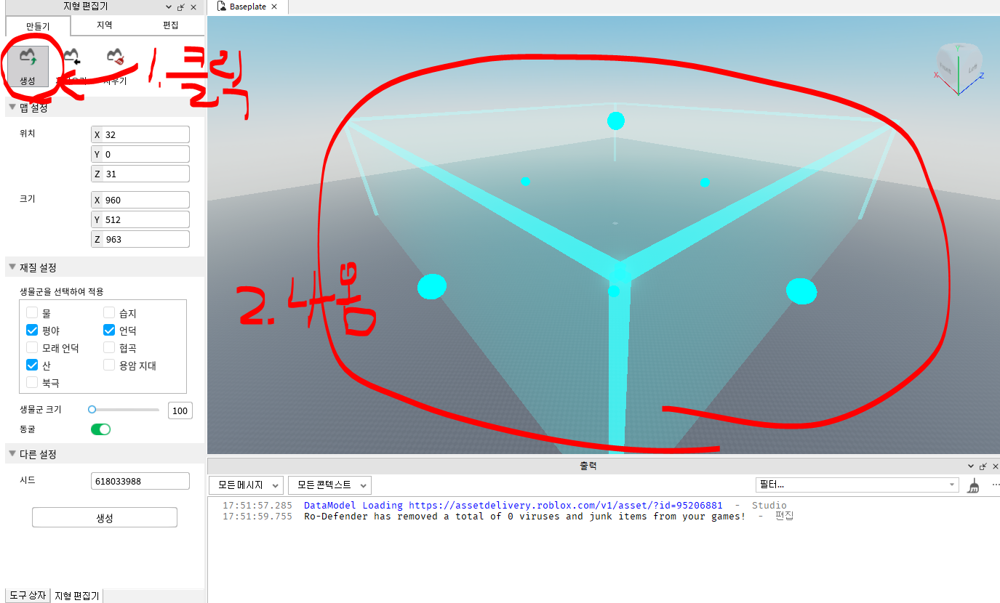 지형 편집기
Baseplate
만들기 지역 편집
생성 지우기
1. 클릭
맵 설정
위치 X 32
Y 0
Z 31
크기 X 960
Y 512
Z 963
재질 설정
생물군을 선택하여 적용
물 습지
평야 언덕
모래 언덕 협곡
산 용암 지대
북극
생물군 크기 100
동굴
다른 설정
시드 618033988
생성
도구 상자 지형 편집기
Y
X
Z
Left
2. 나옴
출력
모든 메시지 모든 콘텍스트 필터...
17:51:57.285 DataModel Loading https://assetdelivery.roblox.com/v1/asset/?id=95206881 - Studio
17:51:59.755 Ro-Defender has removed a total of 0 viruses and junk items from your games! - 편집